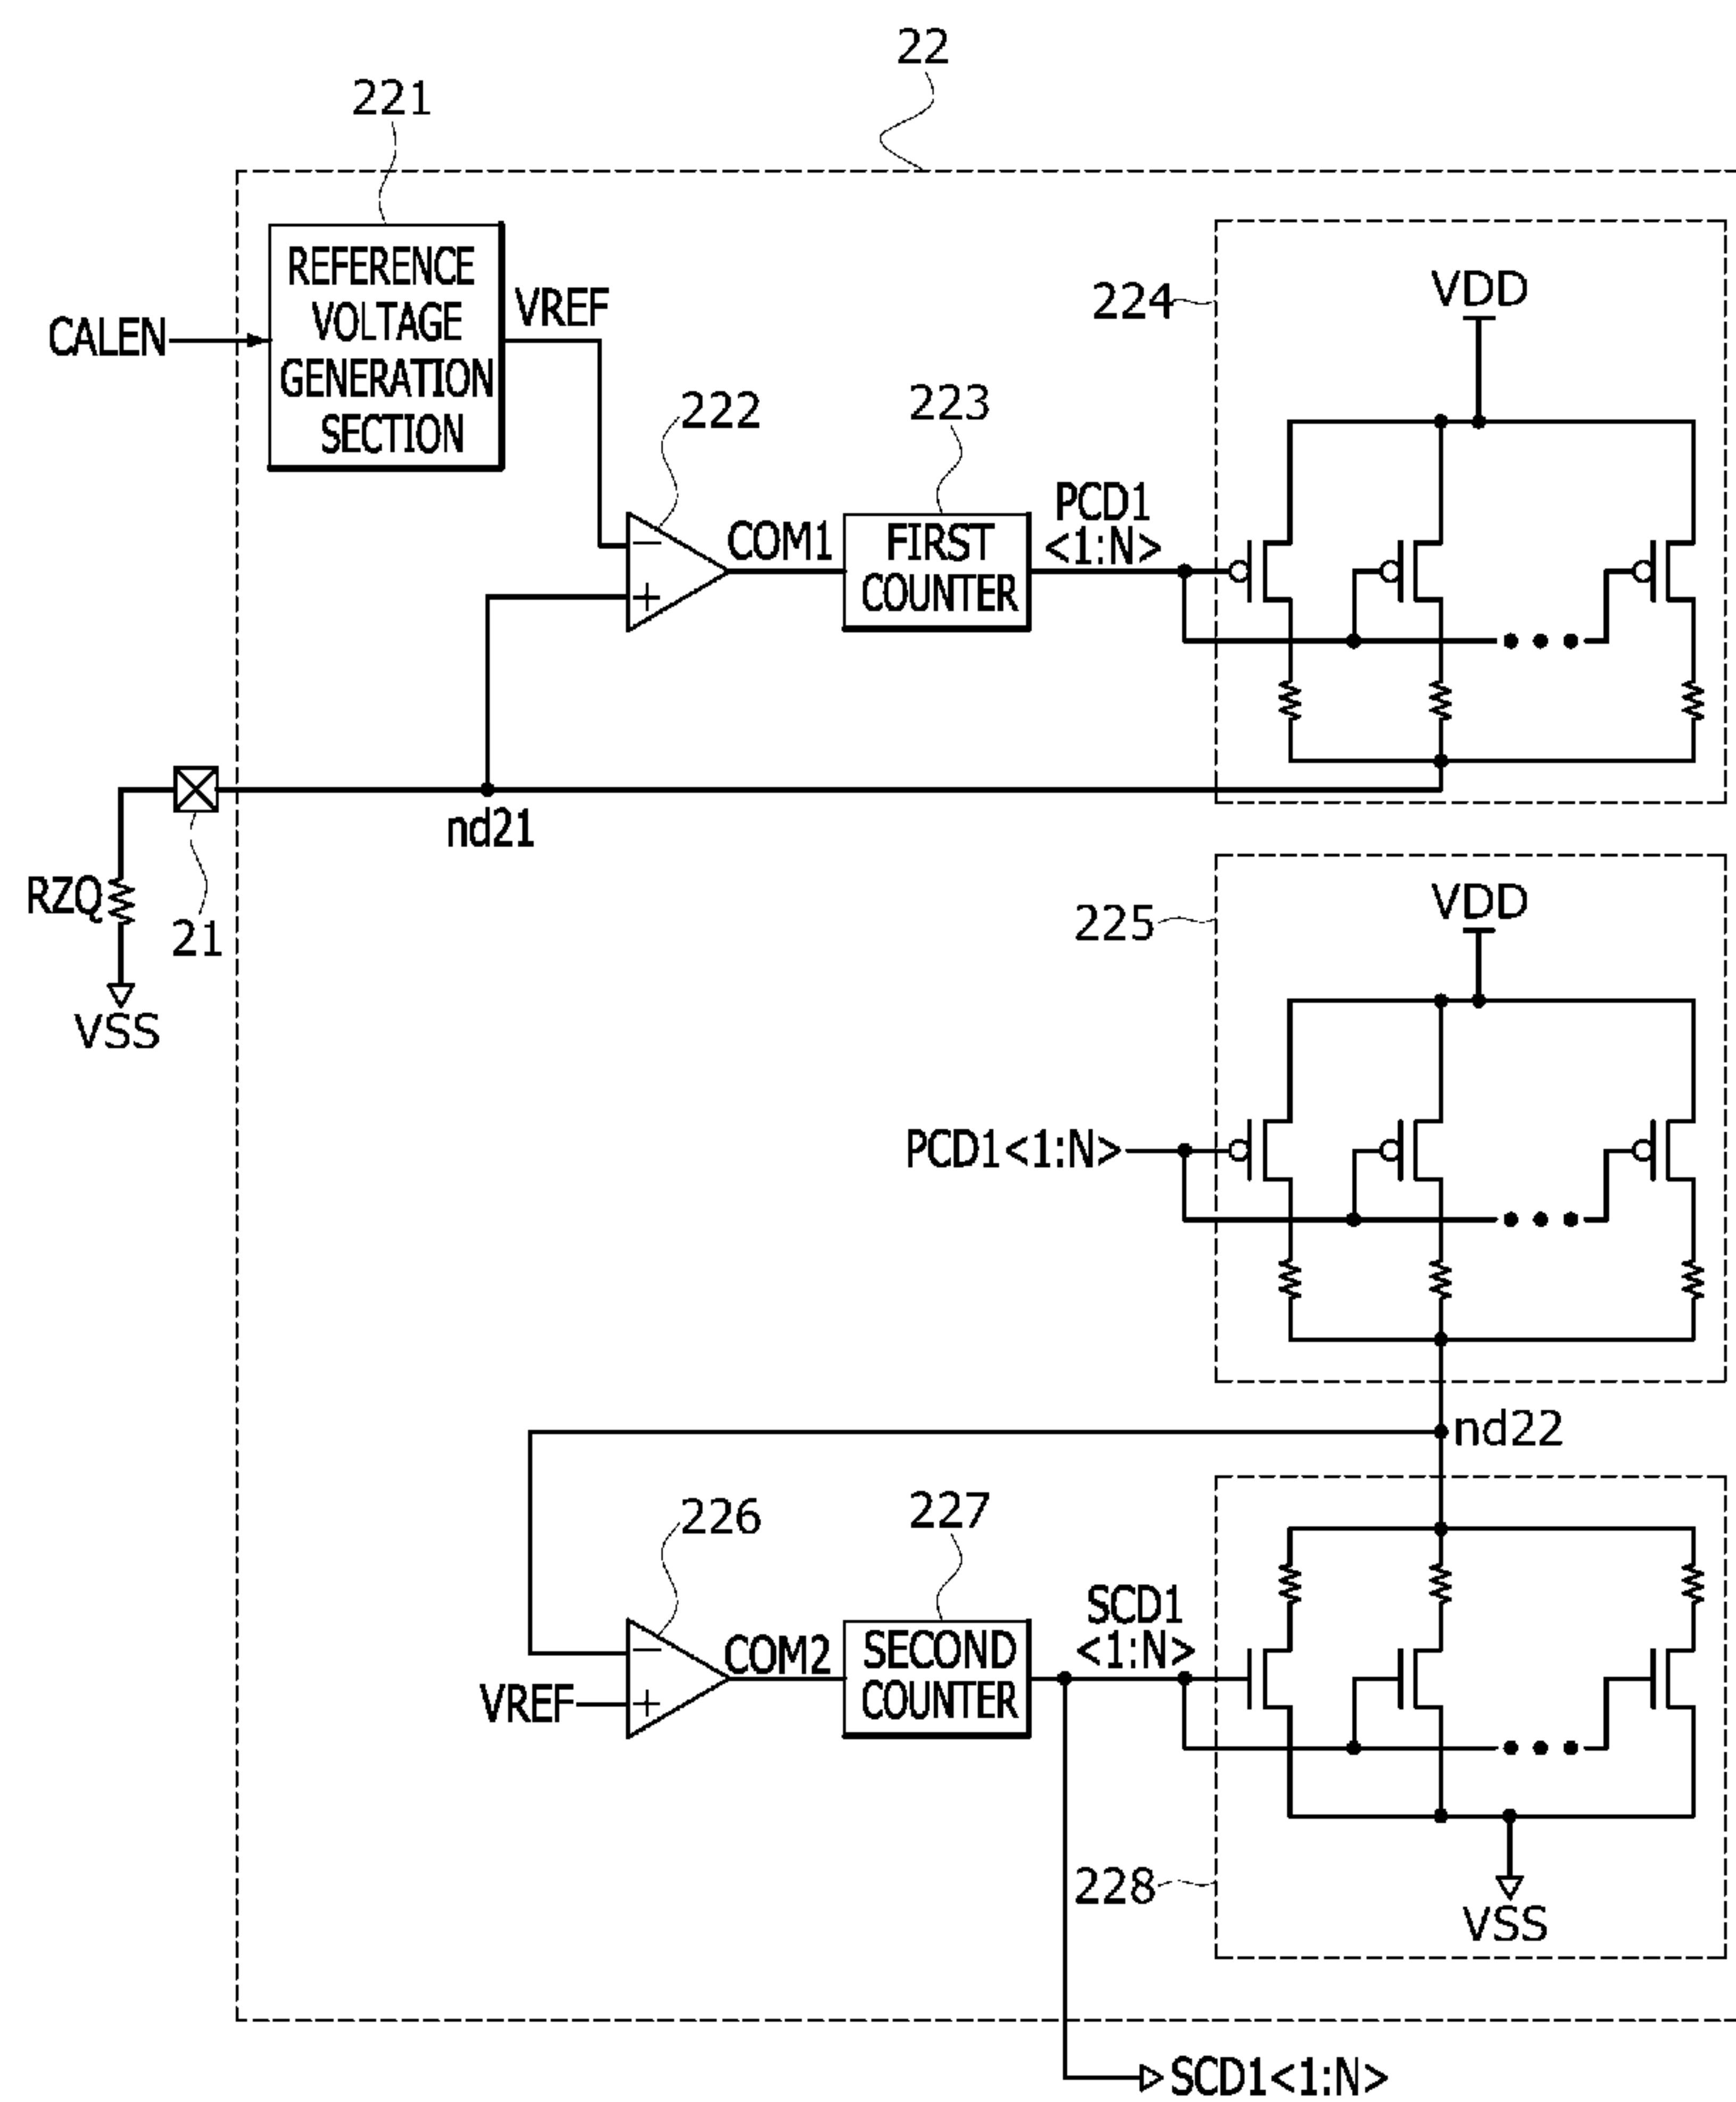 22
221
REFERENCE
VOLTAGE
GENERATION
SECTION
CALEN
VREF
222
COM1
223
FIRST
COUNTER
PCD1
<1:N>
224
VDD
nd21
RZQ
21
VSS
225
VDD
PCD1<1:N>
nd22
226
COM2
VREF
227
SECOND
COUNTER
SCD1
<1:N>
228
VSS
SCD1<1:N>